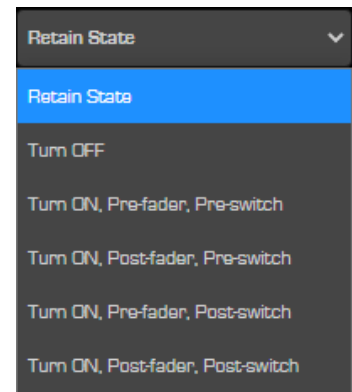 Retain State
Retain State
Turn OFF
Turn ON, Pre-fader, Pre-switch
Turn ON, Post-fader, Pre-switch
Turn ON, Pre-fader, Post-switch
Turn ON, Post-fader, Post-switch